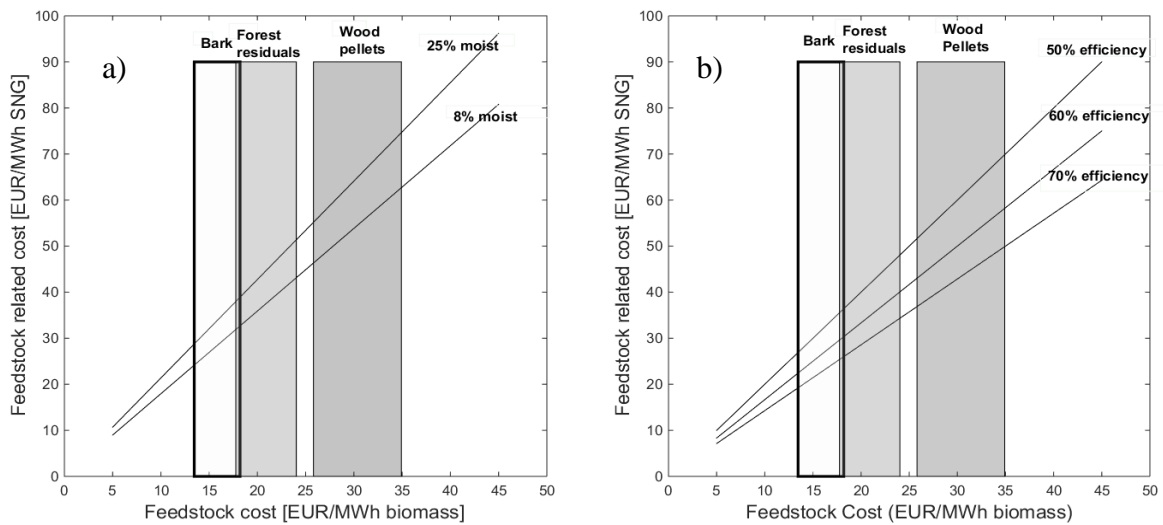 a)
Bark
Forest
residuals
Wood
pellets
25% moist
8% moist
100
90
80
70
60
50
40
30
20
10
0
0 5 10 15 20 25 30 35 40 45 50
Feedstock related cost [EUR/MWh SNG]
Feedstock cost [EUR/MWh biomass]
b)
Bark
Forest
residuals
Wood
Pellets
50% efficiency
60% efficiency
70% efficiency
100
90
80
70
60
50
40
30
20
10
0
0 5 10 15 20 25 30 35 40 45 50
Feedstock related cost [EUR/MWh SNG]
Feedstock Cost (EUR/MWh biomass)